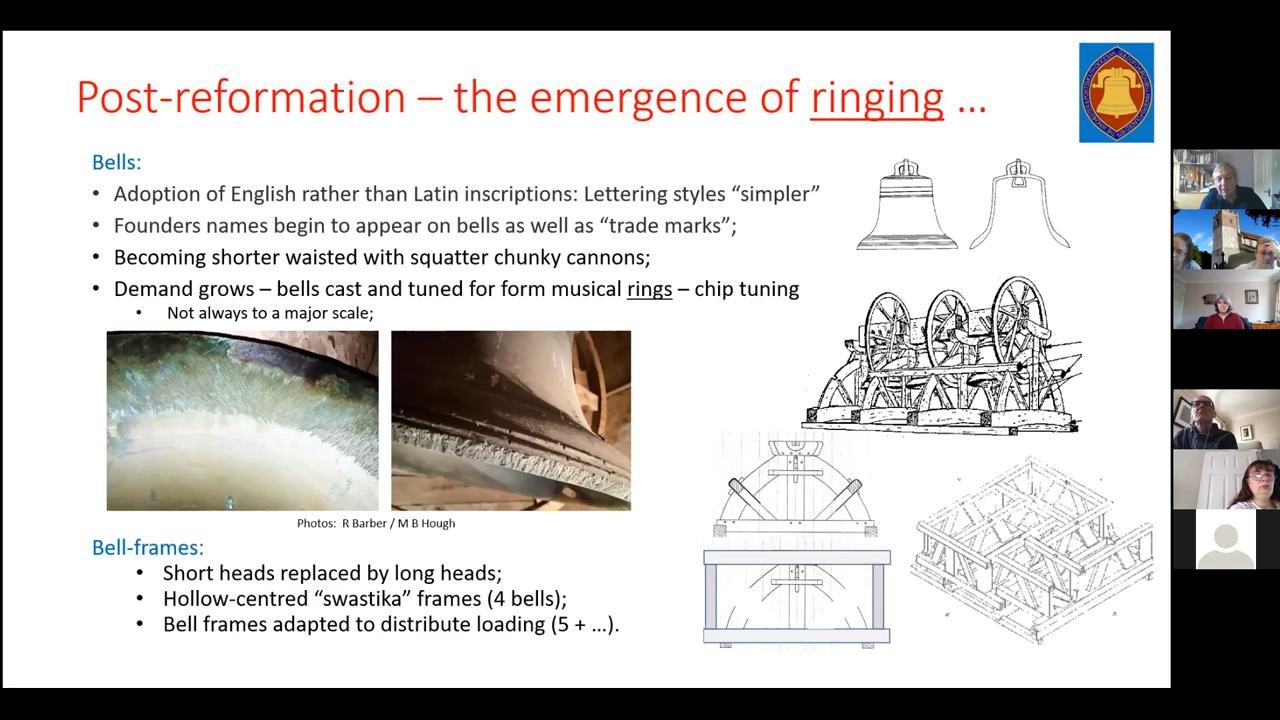 Post-reformation – the emergence of ringing ...
Bells:
• Adoption of English rather than Latin inscriptions: Lettering styles “simpler”
• Founders names begin to appear on bells as well as “trade marks”;
• Becoming shorter waisted with squatter chunky cannons;
• Demand grows – bells cast and tuned for form musical rings – chip tuning
• Not always to a major scale;
Photos: R Barber / M B Hough
Bell-frames:
• Short heads replaced by long heads;
• Hollow-centred “swastika” frames (4 bells);
• Bell frames adapted to distribute loading (5 + ...).